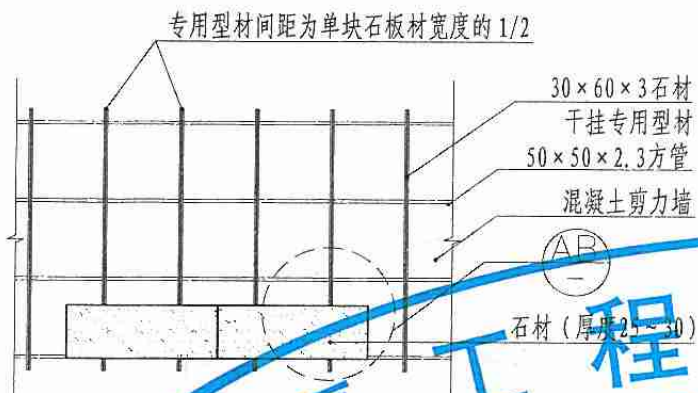 专用型材间距为单块石板材宽度的1/2
30×60×3石材
干挂专用型材
50×50×2.3方管
混凝土剪力墙
AB
石材(厚度25~30)
工程